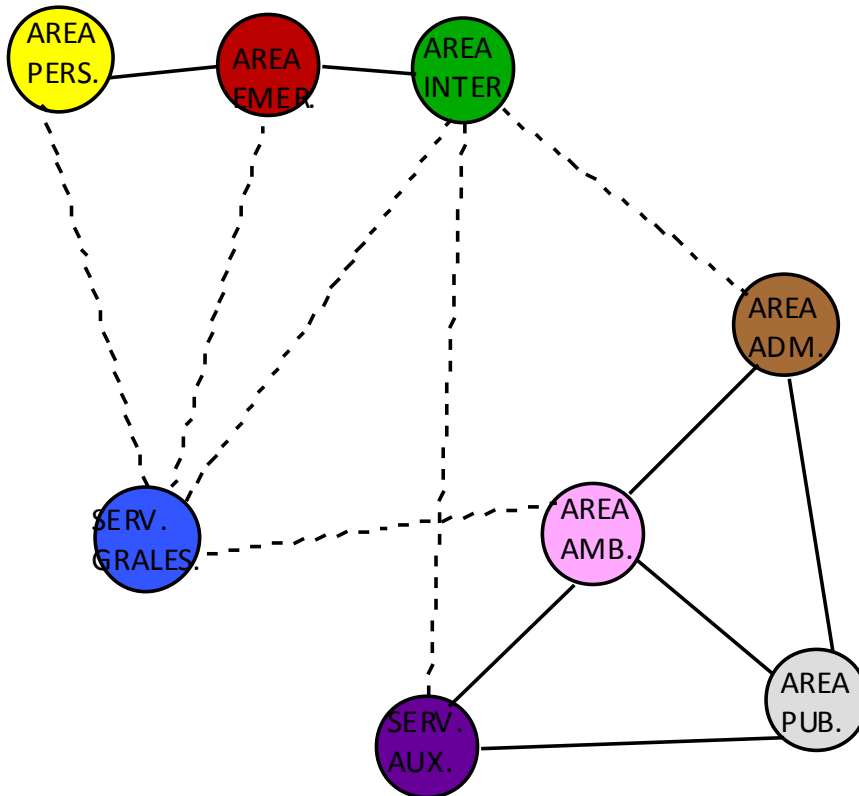 AREA
PERS.
AREA
EMER.
AREA
INTER
AREA
ADM.
SERV.
GRALES.
AREA
AMB.
AREA
PUB.
SERV.
AUX.